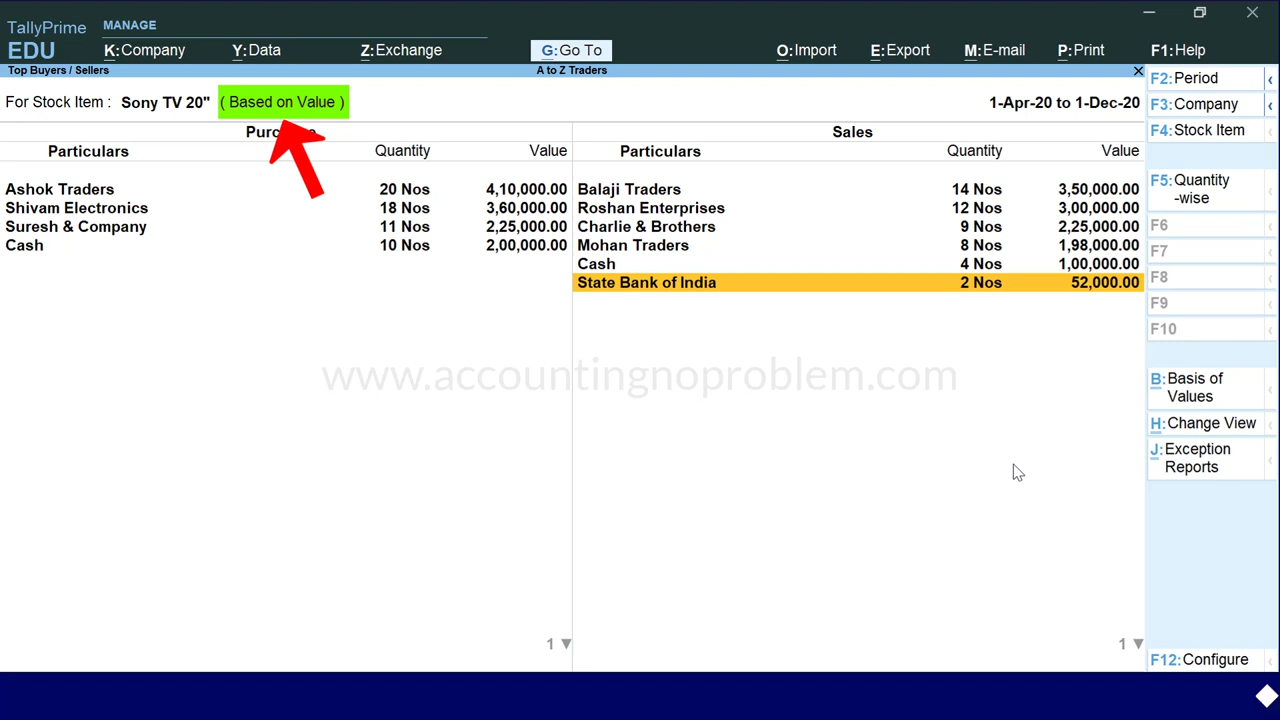 TallyPrime
EDU
MANAGE
K:Company
Y:Data
Z:Exchange
G:Go To
O:Import
E:Export
M:E-mail
P:Print
F1:Help
Top Buyers / Sellers
A to Z Traders
For Stock Item : Sony TV 20" ( Based on Value )
1-Apr-20 to 1-Dec-20
Purchase
Particulars Quantity Value
Ashok Traders 20 Nos 4,10,000.00
Shivam Electronics 18 Nos 3,60,000.00
Suresh & Company 11 Nos 2,25,000.00
Cash 10 Nos 2,00,000.00
1
Sales
Particulars Quantity Value
Balaji Traders 14 Nos 3,50,000.00
Roshan Enterprises 12 Nos 3,00,000.00
Charlie & Brothers 9 Nos 2,25,000.00
Mohan Traders 8 Nos 1,98,000.00
Cash 4 Nos 1,00,000.00
State Bank of India 2 Nos 52,000.00
1
www.accountingnoproblem.com
F2:Period
F3:Company
F4:Stock Item
F5:Quantity
-wise
F6
F7
F8
F9
F10
B:Basis of
Values
H:Change View
J:Exception
Reports
F12:Configure